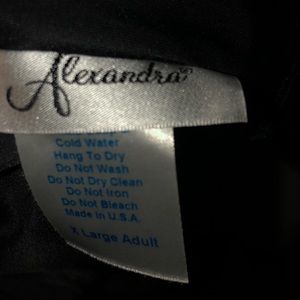 Alexandra
Cold Water
Hang To Dry
Do Not Wash
Do Not Dry Clean
Do Not Iron
Do Not Bleach
Made in U.S.A.
X Large Adult